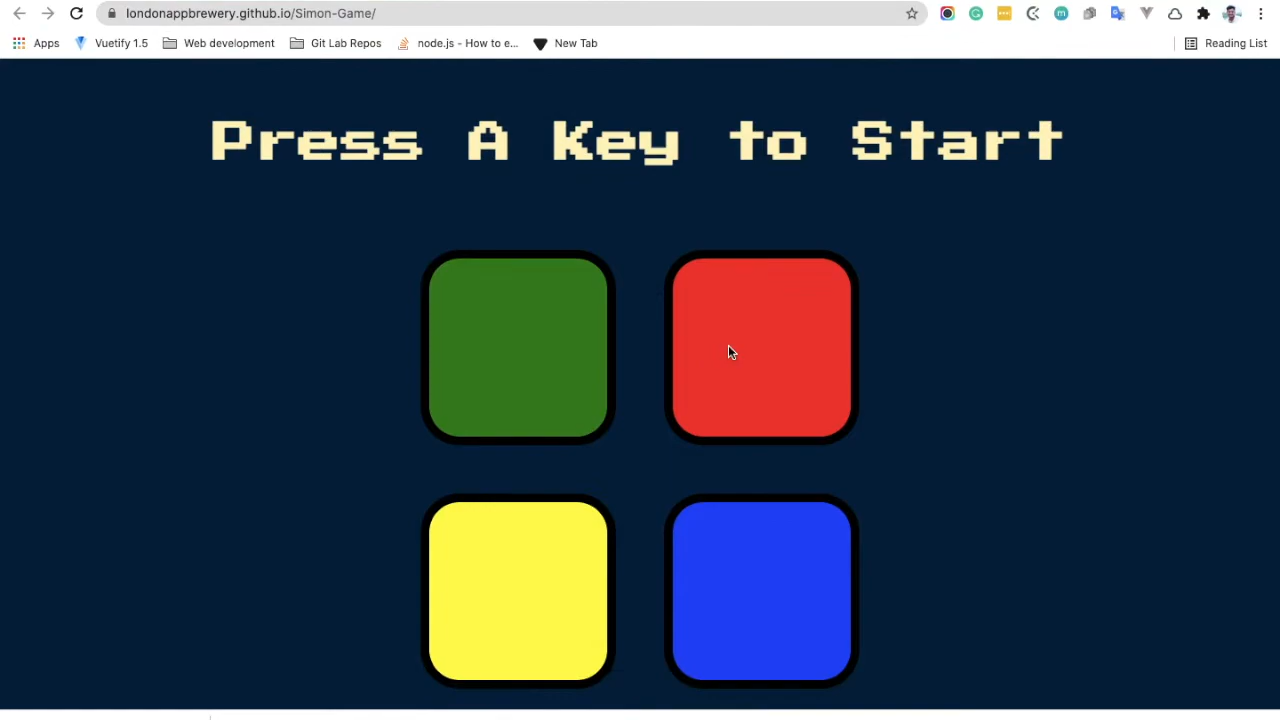 londonappbrewery.github.io/Simon-Game/
Apps Vuetify 1.5 Web development Git Lab Repos node.js - How to e... New Tab Reading List
Press A Key to Start